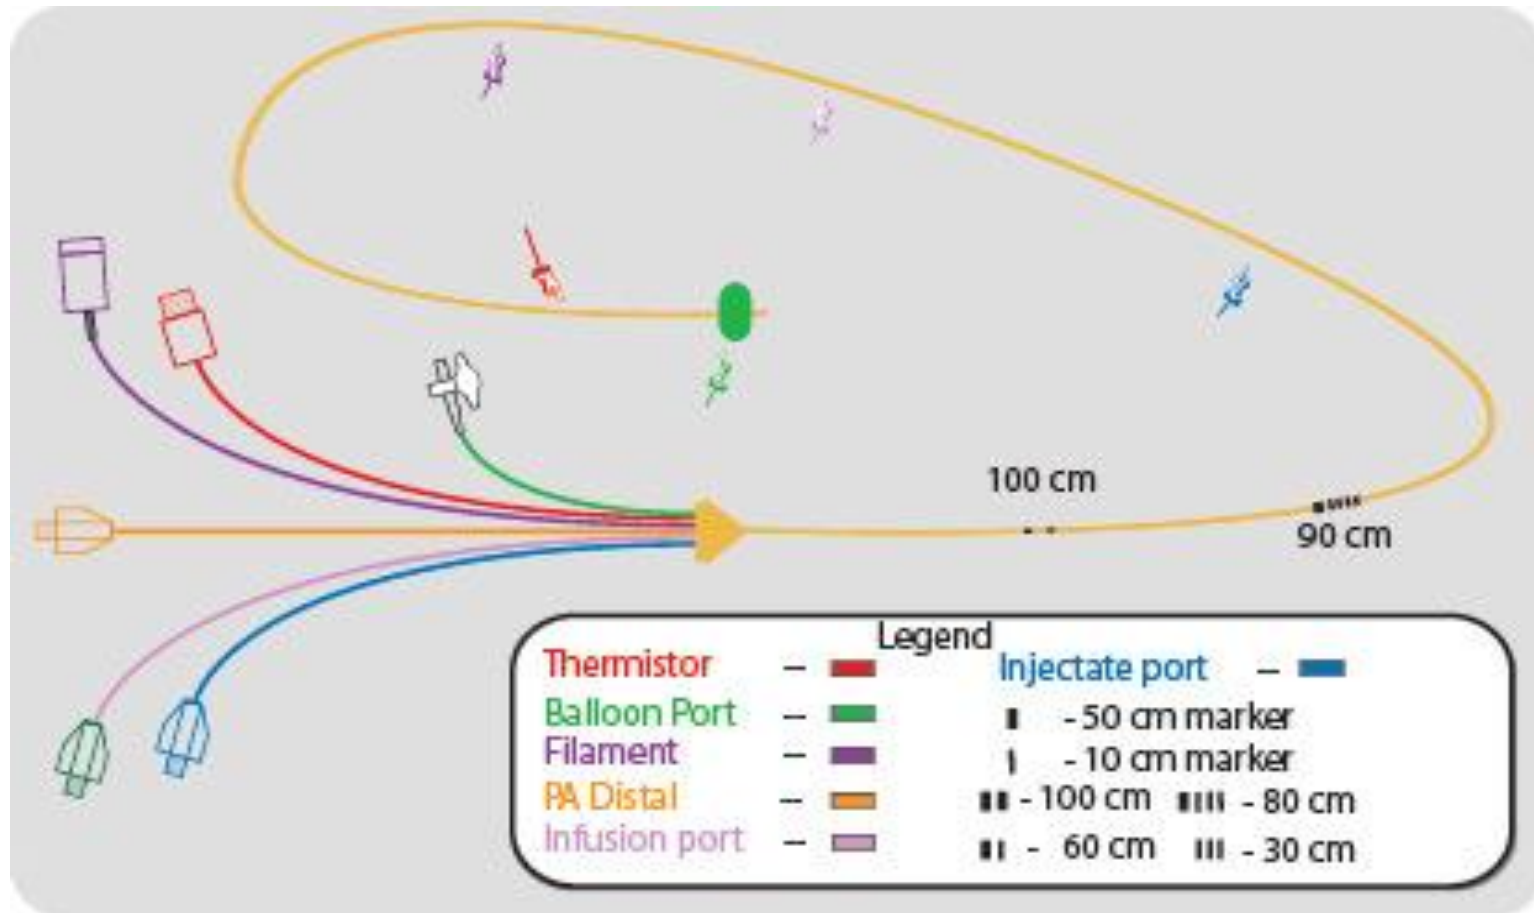 100 cm
90 cm
Legend
Thermistor – Injectate port –
Balloon Port – - 50 cm marker
Filament – - 10 cm marker
PA Distal – - 100 cm - 80 cm
Infusion port – - 60 cm - 30 cm